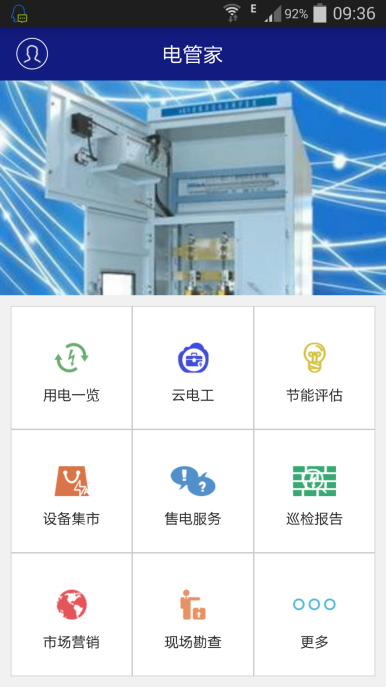 E 92% 09:36
电管家
用电一览
云电工
节能评估
设备集市
售电服务
巡检报告
市场营销
现场勘查
更多